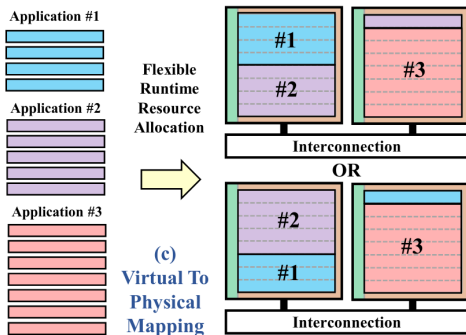 Application #1
Application #2
Application #3
Flexible
Runtime
Resource
Allocation
(c)
Virtual To
Physical
Mapping
#1
#2
#3
Interconnection
OR
#2
#1
#3
Interconnection